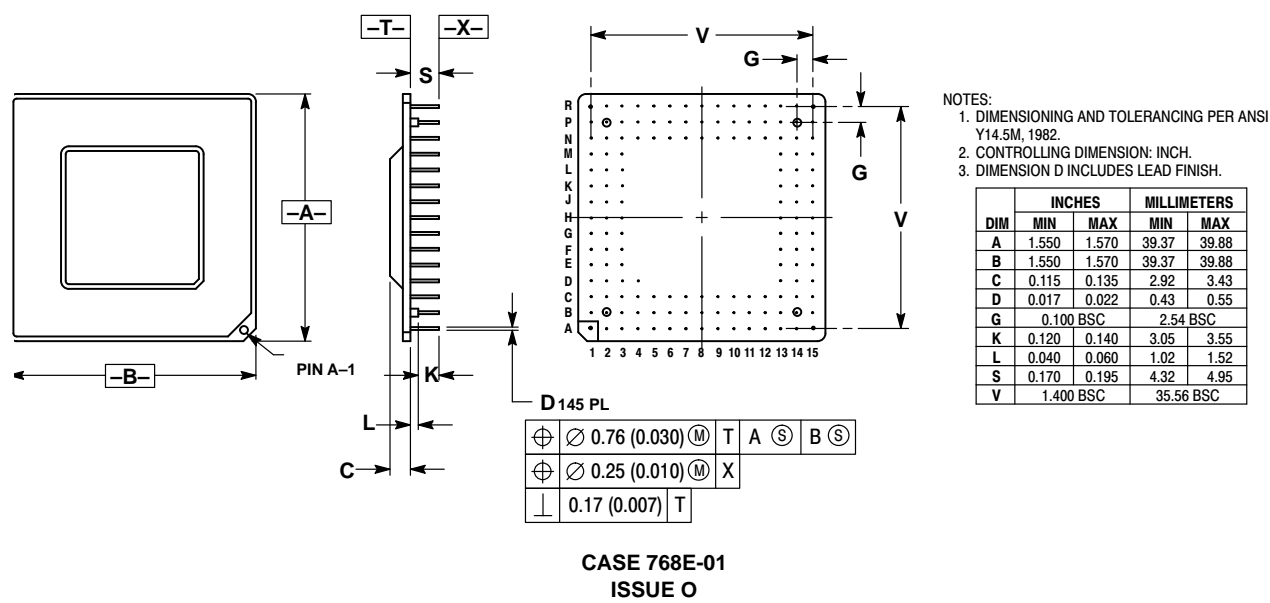 –T–
–X–
S
–A–
–B–
PIN A–1
K
L
C
V
G
G
V
R
P
N
M
L
K
J
H
G
F
E
D
C
B
A
1 2 3 4 5 6 7 8 9 10 11 12 13 14 15
D 145 PL
⌖ ∅ 0.76 (0.030) Ⓜ T A Ⓢ B Ⓢ
⌖ ∅ 0.25 (0.010) Ⓜ X
⊥ 0.17 (0.007) T
NOTES:
1. DIMENSIONING AND TOLERANCING PER ANSI
Y14.5M, 1982.
2. CONTROLLING DIMENSION: INCH.
3. DIMENSION D INCLUDES LEAD FINISH.
INCHES MILLIMETERS
DIM MIN MAX MIN MAX
A 1.550 1.570 39.37 39.88
B 1.550 1.570 39.37 39.88
C 0.115 0.135 2.92 3.43
D 0.017 0.022 0.43 0.55
G 0.100 BSC 2.54 BSC
K 0.120 0.140 3.05 3.55
L 0.040 0.060 1.02 1.52
S 0.170 0.195 4.32 4.95
V 1.400 BSC 35.56 BSC
CASE 768E-01
ISSUE O